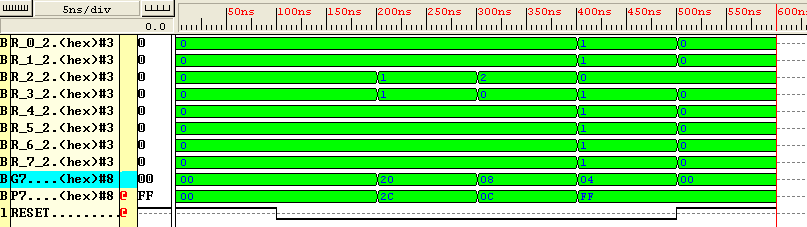 5ns/div 50ns 100ns 150ns 200ns 250ns 300ns 350ns 400ns 450ns 500ns 550ns 600ns
0.0
B R_0_2.(hex)#3 0 0 1 0
B R_1_2.(hex)#3 0 0 1 0
B R_2_2.(hex)#3 0 0 1 2 0
B R_3_2.(hex)#3 0 0 1 0 1 0
B R_4_2.(hex)#3 0 0 1 0
B R_5_2.(hex)#3 0 0 1 0
B R_6_2.(hex)#3 0 0 1 0
B R_7_2.(hex)#3 0 0 1 0
B G7....(hex)#8 00 00 20 08 04 00
B P7....(hex)#8 @ FF 00 2C 0C FF
1 RESET.........@